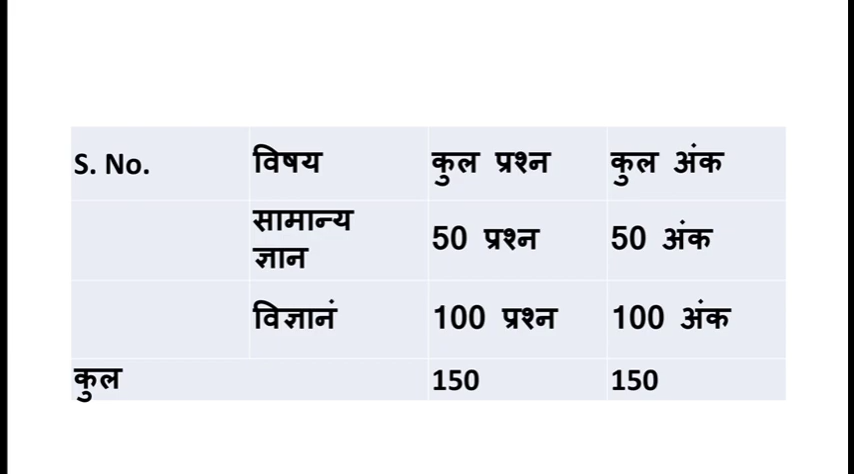 S. No. विषय कुल प्रश्न कुल अंक
सामान्य
ज्ञान 50 प्रश्न 50 अंक
विज्ञानं 100 प्रश्न 100 अंक
कुल 150 150